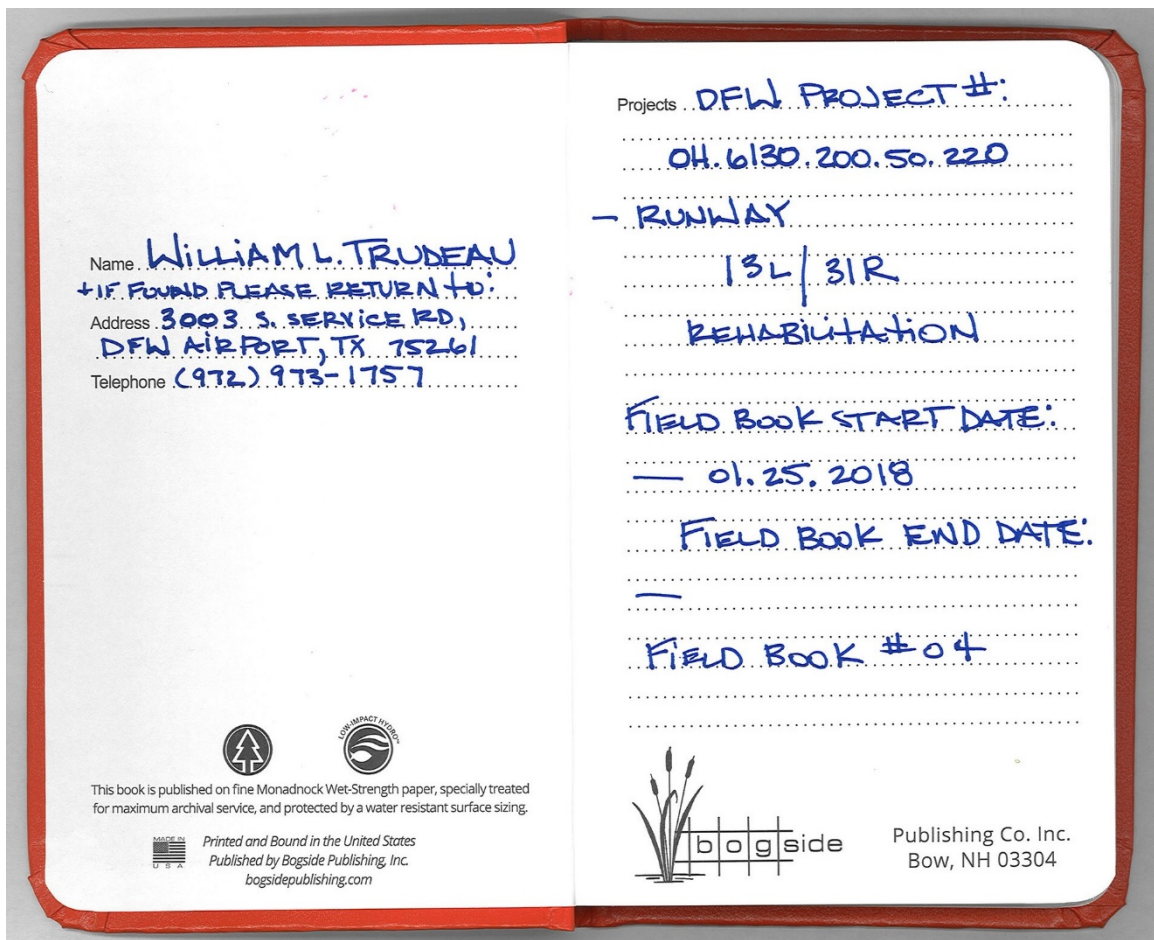 Name WILLIAM L. TRUDEAU
+ IF FOUND PLEASE RETURN to:
Address 3003 S. SERVICE RD,
DFW AIRPORT, TX 75261
Telephone (972) 973-1757
LOW-IMPACT HYDRO™
This book is published on fine Monadnock Wet-Strength paper, specially treated
for maximum archival service, and protected by a water resistant surface sizing.
MADE IN
USA
Printed and Bound in the United States
Published by Bogside Publishing, Inc.
bogsidepublishing.com
Projects DFW PROJECT #:
OH.6130.200.50.220
- RUNWAY
13L/31R
REHABILITATION
FIELD BOOK START DATE:
— 01.25.2018
FIELD BOOK END DATE:
—
FIELD BOOK #04
bogside
Publishing Co. Inc.
Bow, NH 03304